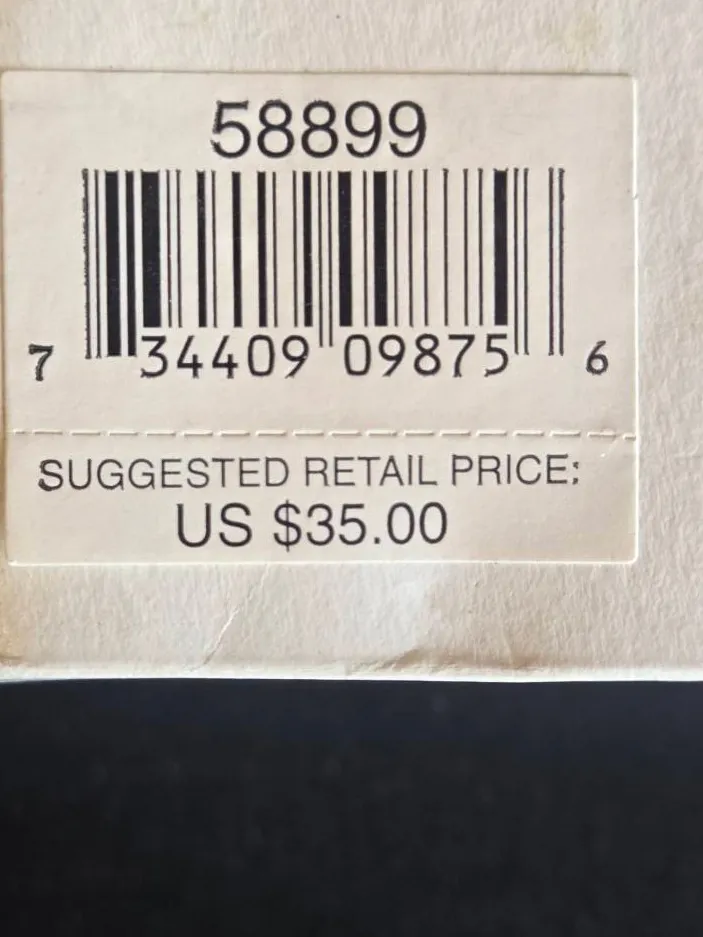 58899
7 34409 09875 6
SUGGESTED RETAIL PRICE:
US $35.00